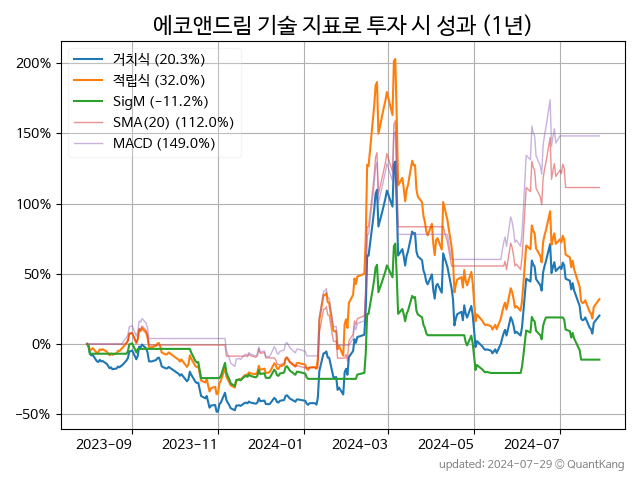 에코앤드림 기술 지표로 투자 시 성과 (1년)
거치식 (20.3%)
적립식 (32.0%)
SigM (−11.2%)
SMA(20) (112.0%)
MACD (149.0%)
200%
150%
100%
50%
0%
−50%
2023-09 2023-11 2024-01 2024-03 2024-05 2024-07
updated: 2024-07-29 © QuantKang